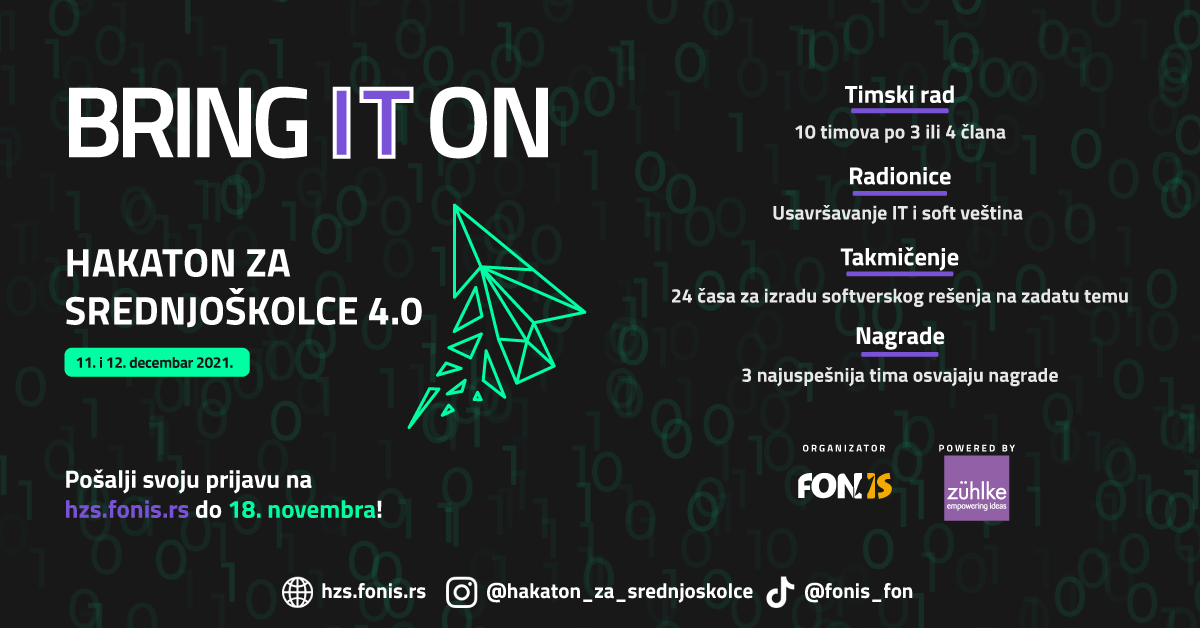 BRING IT ON
HAKATON ZA
SREDNJOŠKOLCE 4.0
11. i 12. decembar 2021.
Pošalji svoju prijavu na
hzs.fonis.rs do 18. novembra!
Timski rad
10 timova po 3 ili 4 člana
Radionice
Usavršavanje IT i soft veština
Takmičenje
24 časa za izradu softverskog rešenja na zadatu temu
Nagrade
3 najuspešnija tima osvajaju nagrade
ORGANIZATOR
FONIS
POWERED BY
zühlke
empowering ideas
hzs.fonis.rs
@hakaton_za_srednjoskolce
@fonis_fon